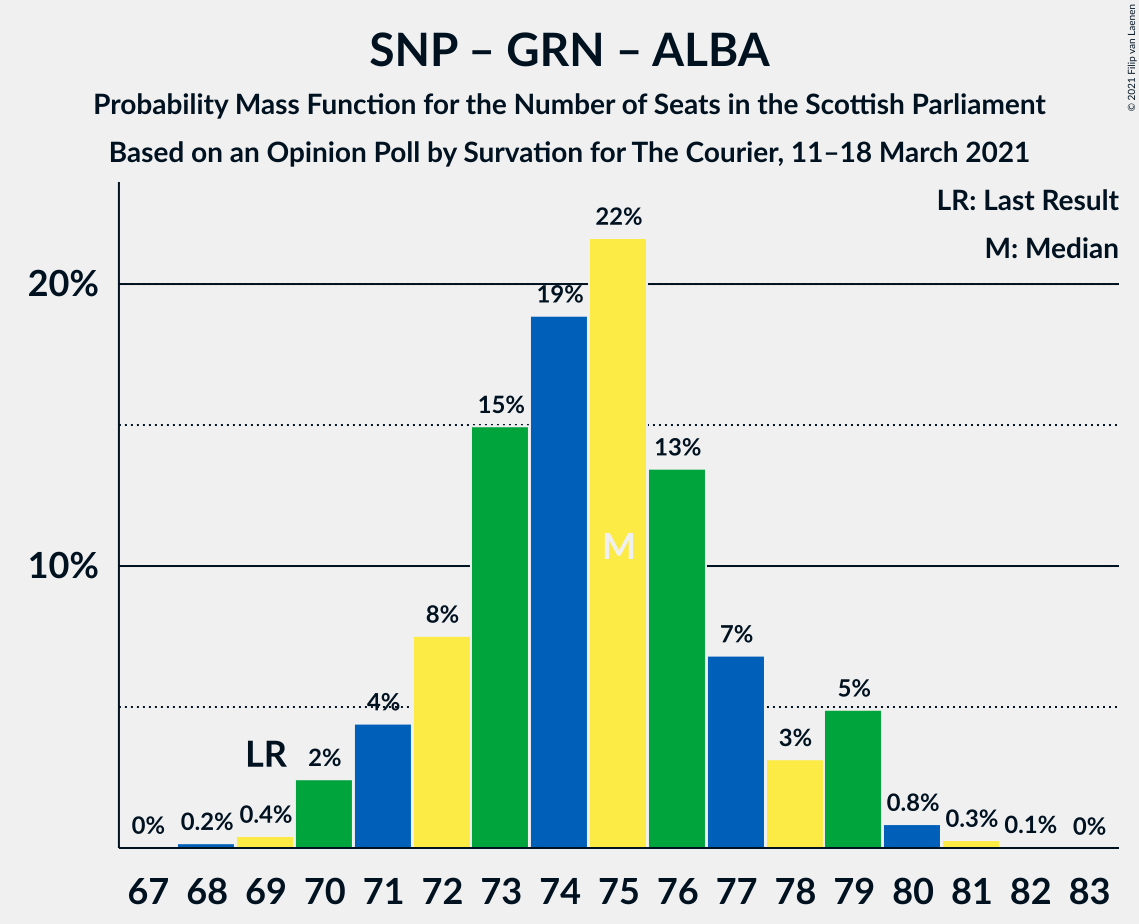 SNP – GRN – ALBA
Probability Mass Function for the Number of Seats in the Scottish Parliament
Based on an Opinion Poll by Survation for The Courier, 11–18 March 2021
© 2021 Filip van Laenen
LR: Last Result
M: Median
20%
10%
0%
0.2%
0.4%
LR
2%
4%
8%
15%
19%
22%
M
13%
7%
3%
5%
0.8%
0.3%
0.1%
0%
67 68 69 70 71 72 73 74 75 76 77 78 79 80 81 82 83